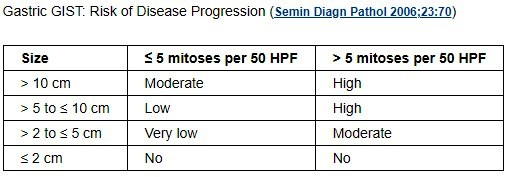 Gastric GIST: Risk of Disease Progression (Semin Diagn Pathol 2006;23:70)
Size ≤ 5 mitoses per 50 HPF > 5 mitoses per 50 HPF
> 10 cm Moderate High
> 5 to ≤ 10 cm Low High
> 2 to ≤ 5 cm Very low Moderate
≤ 2 cm No No